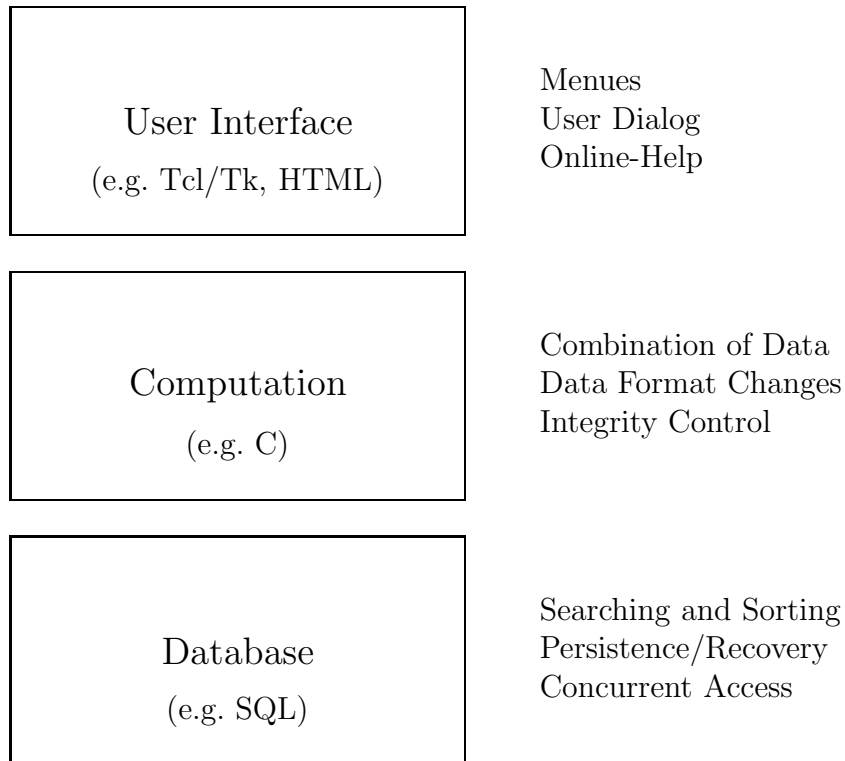 User Interface
(e.g. Tcl/Tk, HTML)
Menues
User Dialog
Online-Help
Computation
(e.g. C)
Combination of Data
Data Format Changes
Integrity Control
Database
(e.g. SQL)
Searching and Sorting
Persistence/Recovery
Concurrent Access